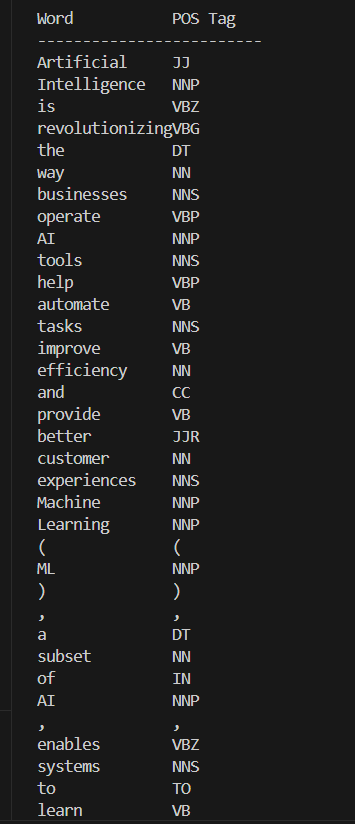 Word POS Tag
-------------------------
Artificial JJ
Intelligence NNP
is VBZ
revolutionizingVBG
the DT
way NN
businesses NNS
operate VBP
AI NNP
tools NNS
help VBP
automate VB
tasks NNS
improve VB
efficiency NN
and CC
provide VB
better JJR
customer NN
experiences NNS
Machine NNP
Learning NNP
( (
ML NNP
) )
, ,
a DT
subset NN
of IN
AI NNP
, ,
enables VBZ
systems NNS
to TO
learn VB